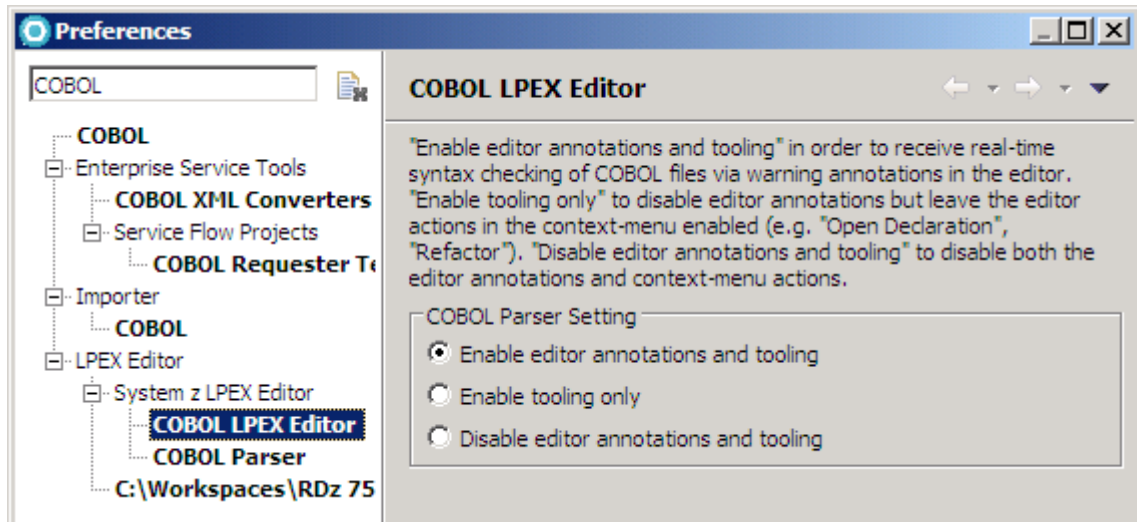 Preferences
COBOL
COBOL
Enterprise Service Tools
COBOL XML Converters
Service Flow Projects
COBOL Requester Te
Importer
COBOL
LPEX Editor
System z LPEX Editor
COBOL LPEX Editor
COBOL Parser
C:\Workspaces\RDz 75
COBOL LPEX Editor
"Enable editor annotations and tooling" in order to receive real-time
syntax checking of COBOL files via warning annotations in the editor.
"Enable tooling only" to disable editor annotations but leave the editor
actions in the context-menu enabled (e.g. "Open Declaration",
"Refactor"). "Disable editor annotations and tooling" to disable both the
editor annotations and context-menu actions.
COBOL Parser Setting
Enable editor annotations and tooling
Enable tooling only
Disable editor annotations and tooling